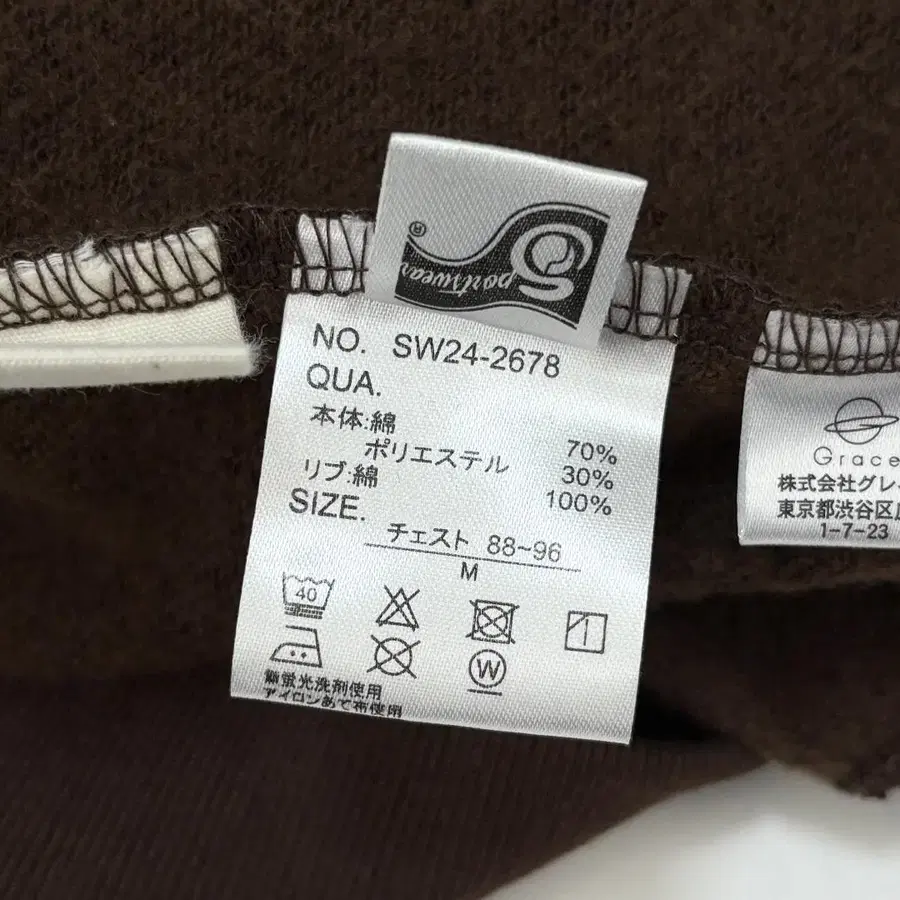 Sportswear
®
NO. SW24-2678
QUA.
本体:綿 70%
ポリエステル 30%
リブ:綿 100%
SIZE.
チェスト 88~96
M
40
W
無蛍光洗剤使用
アイロンあて布使用
Grace
株式会社グレ
東京都渋谷区
1-7-23